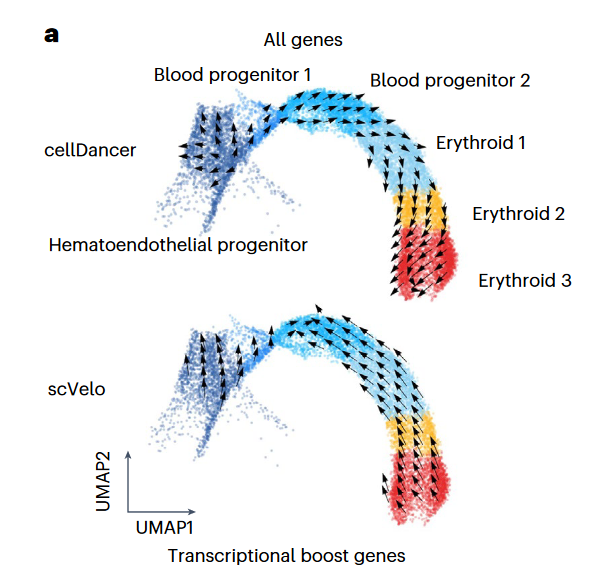 a
All genes
Blood progenitor 1
Blood progenitor 2
cellDancer
Erythroid 1
Erythroid 2
Hematoendothelial progenitor
Erythroid 3
scVelo
UMAP2
UMAP1
Transcriptional boost genes